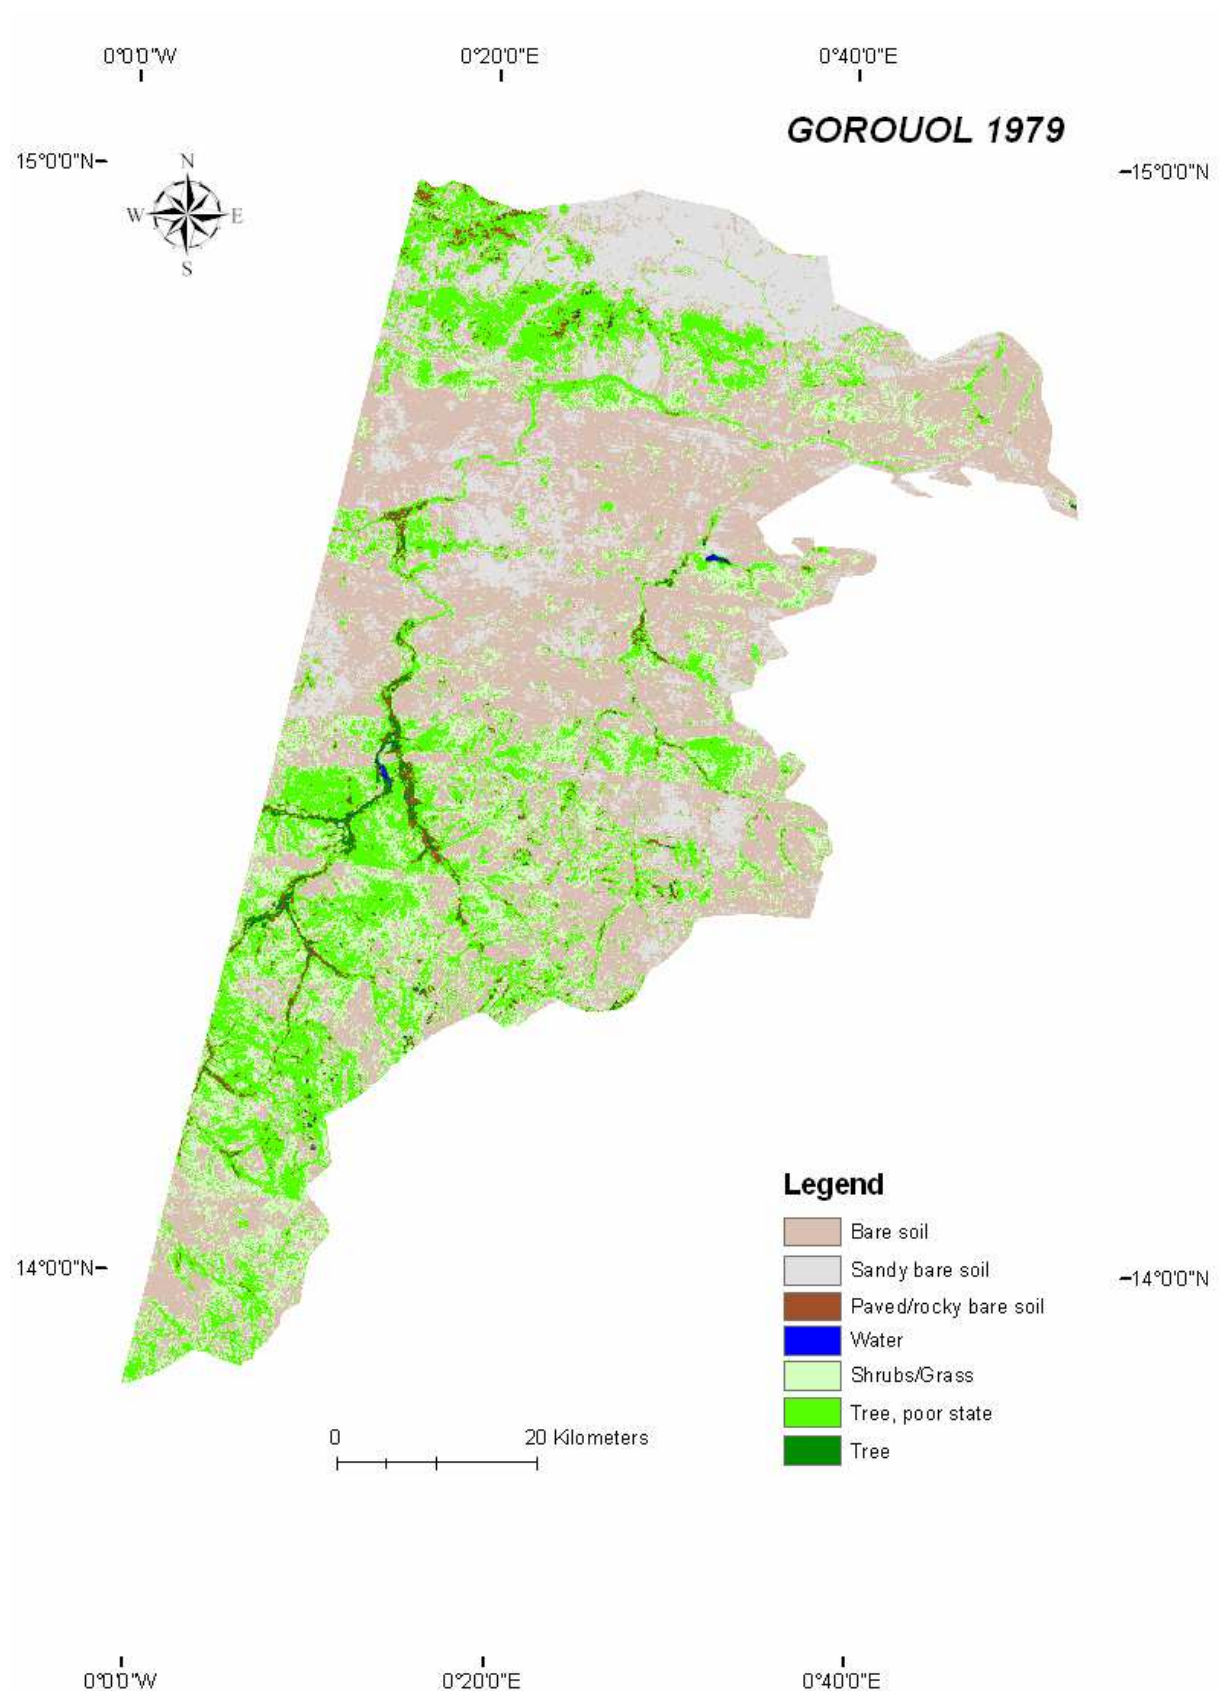 0°0'0"W 0°20'0"E 0°40'0"E
GOROUOL 1979
15°0'0"N
15°0'0"N
N
W E
S
Legend
Bare soil
Sandy bare soil
14°0'0"N
14°0'0"N
Paved/rocky bare soil
Water
Shrubs/Grass
Tree, poor state
Tree
0 20 Kilometers
0°0'0"W 0°20'0"E 0°40'0"E